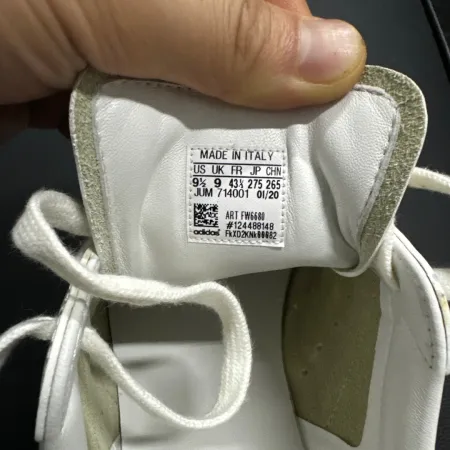 MADE IN ITALY
US UK FR JP CHN
9½ 9 43⅓ 275 265
JUM 714001 01/20
ART FW6680
#124488148
adidas